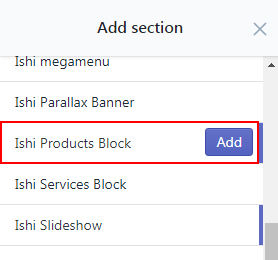 Add section
Ishi megamenu
Ishi Parallax Banner
Ishi Products Block Add
Ishi Services Block
Ishi Slideshow